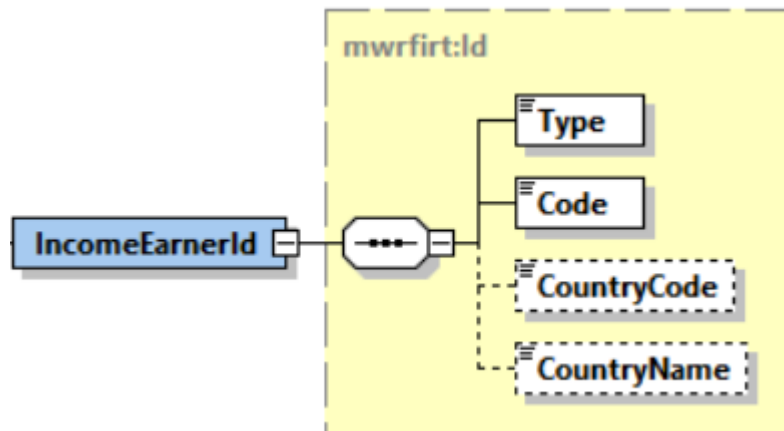 mwrfirt:Id
Type
Code
IncomeEarnerId
CountryCode
CountryName